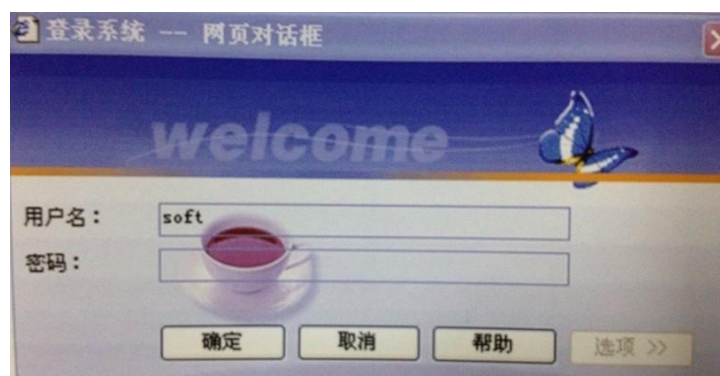 登录系统 -- 网页对话框
welcome
用户名： soft
密码：
确定 取消 帮助 选项 >>